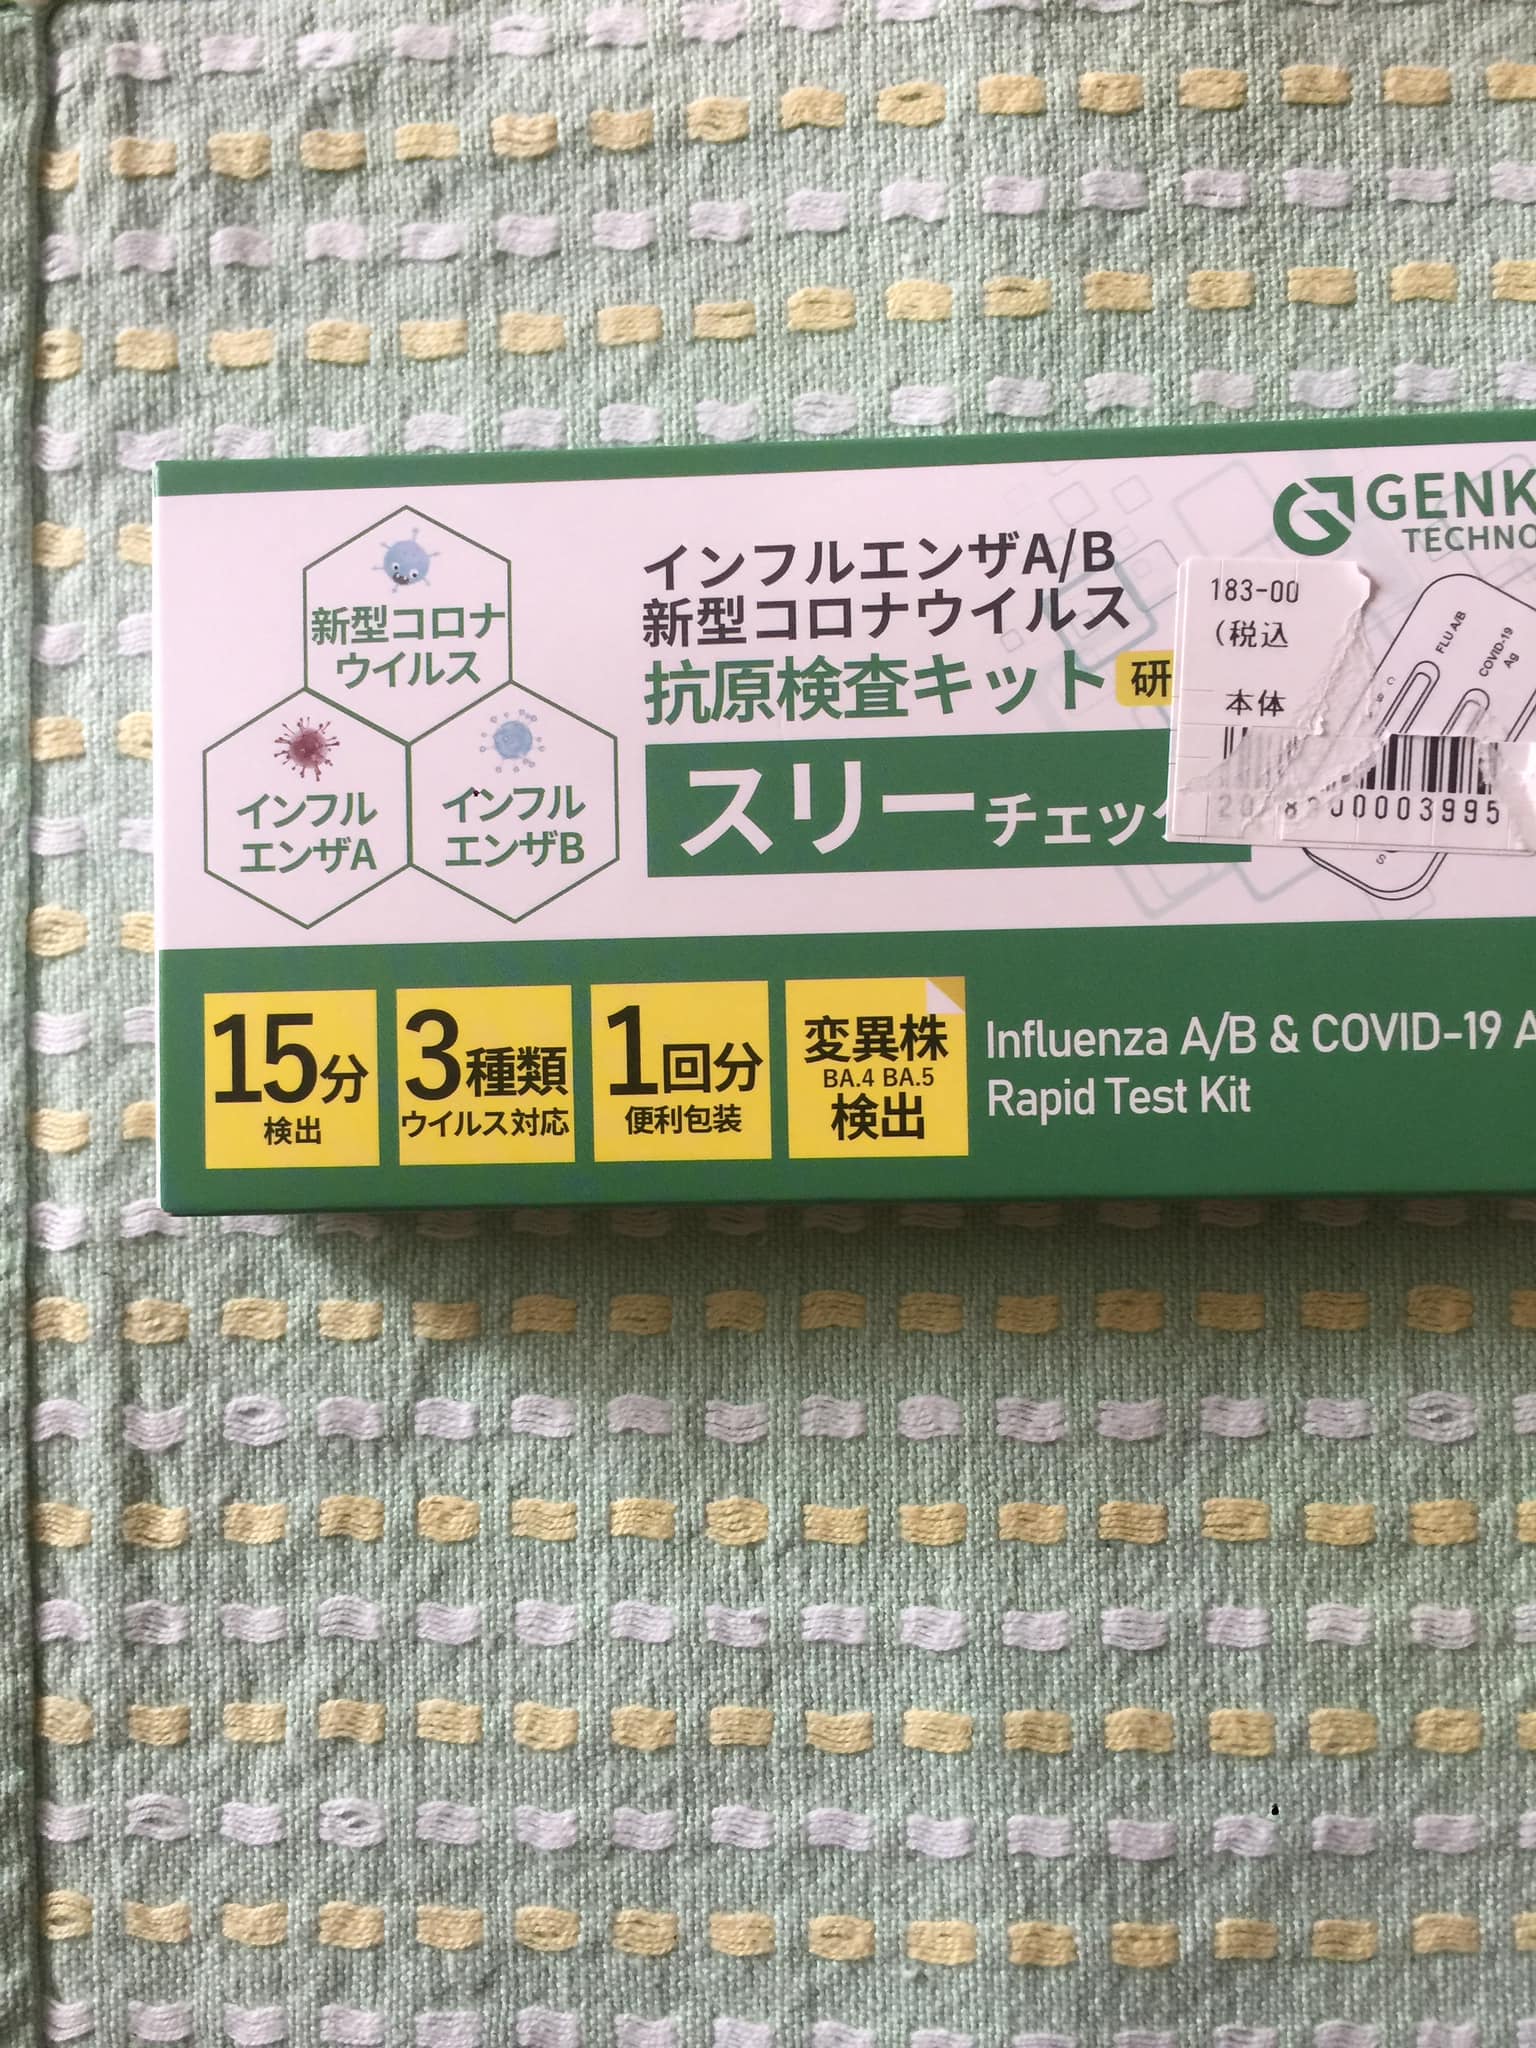 GENK
TECHNO
新型コロナ
ウイルス
インフル
エンザA
インフル
エンザB
インフルエンザA/B
新型コロナウイルス
抗原検査キット 研
スリーチェック
183-00
(税込
本体
00003995
FLU A/B
COVID-19
Ag
C
S
15分
検出
3種類
ウイルス対応
1回分
便利包装
変異株
BA.4 BA.5
検出
Influenza A/B & COVID-19 A
Rapid Test Kit